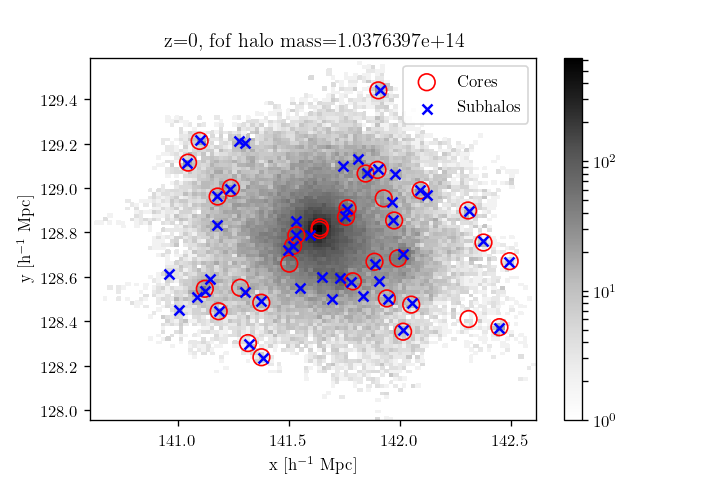 z=0, fof halo mass=1.0376397e+14
Cores
Subhalos
129.4
129.2
129.0
128.8
128.6
128.4
128.2
128.0
y [h⁻¹ Mpc]
141.0 141.5 142.0 142.5
x [h⁻¹ Mpc]
10²
10¹
10⁰